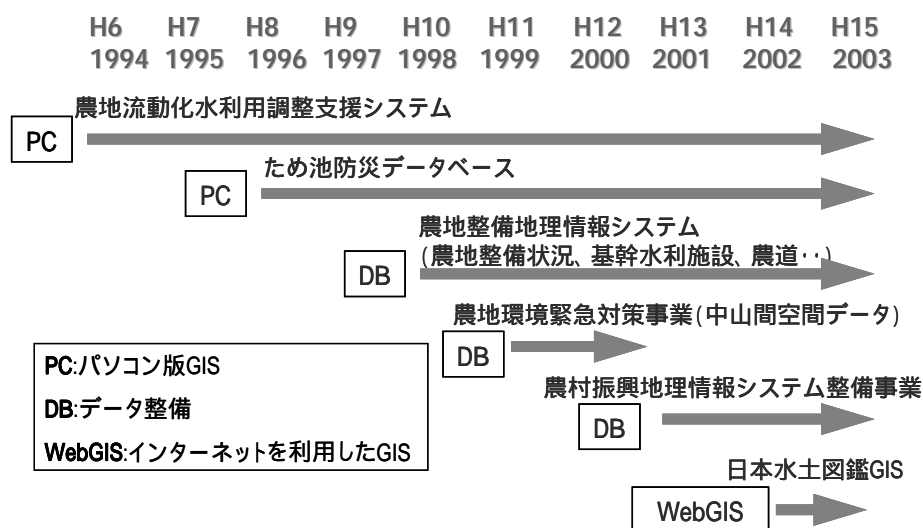 H6 H7 H8 H9 H10 H11 H12 H13 H14 H15
1994 1995 1996 1997 1998 1999 2000 2001 2002 2003
農地流動化水利用調整支援システム
PC
ため池防災データベース
PC
農地整備地理情報システム
(農地整備状況、基幹水利施設、農道‥)
DB
農地環境緊急対策事業(中山間空間データ)
DB
農村振興地理情報システム整備事業
DB
日本水土図鑑GIS
WebGIS
PC:パソコン版GIS
DB:データ整備
WebGIS:インターネットを利用したGIS